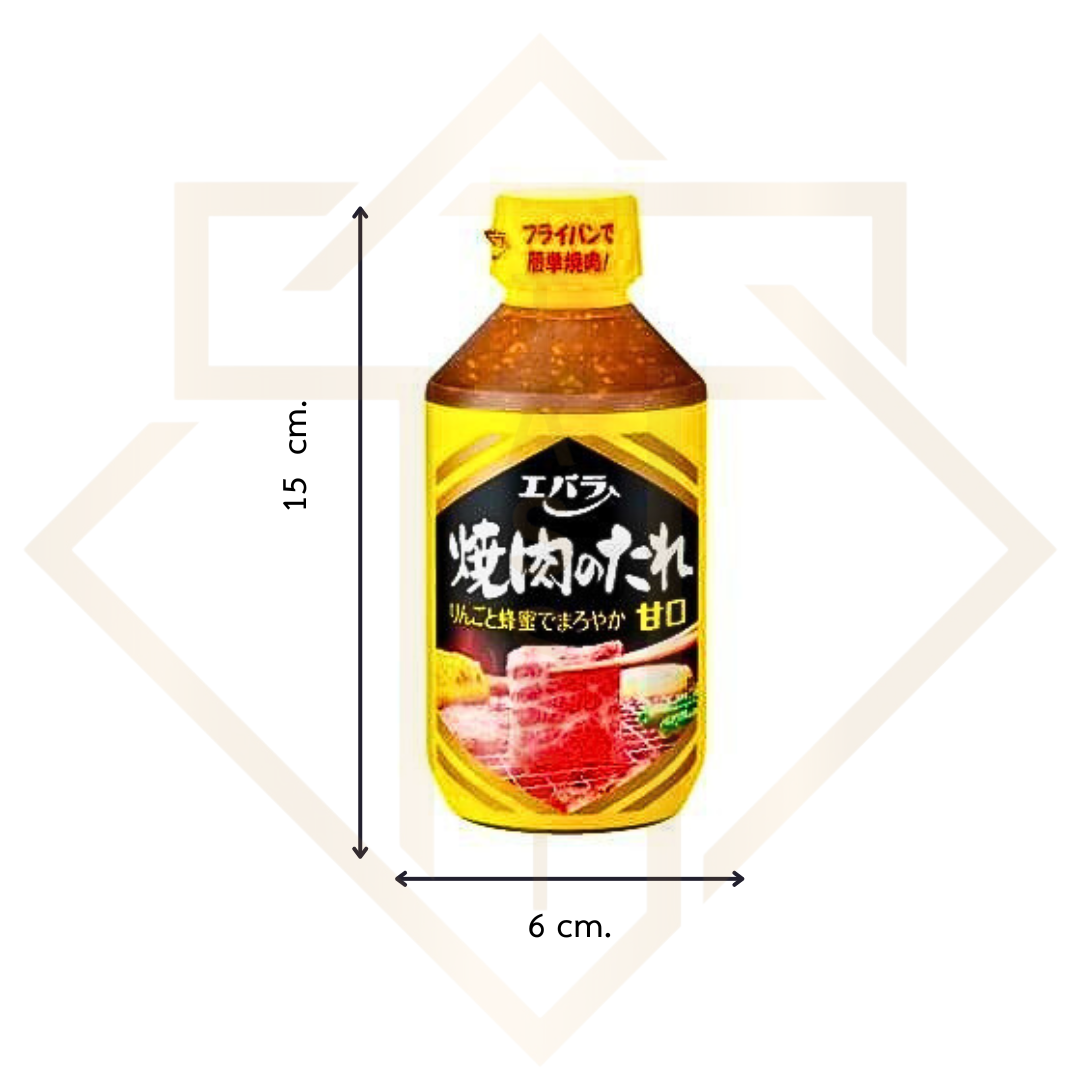 フライパンで
簡単焼肉!
15 cm.
エバラ
焼肉のたれ
りんごと蜂蜜でまろやか 甘口
6 cm.